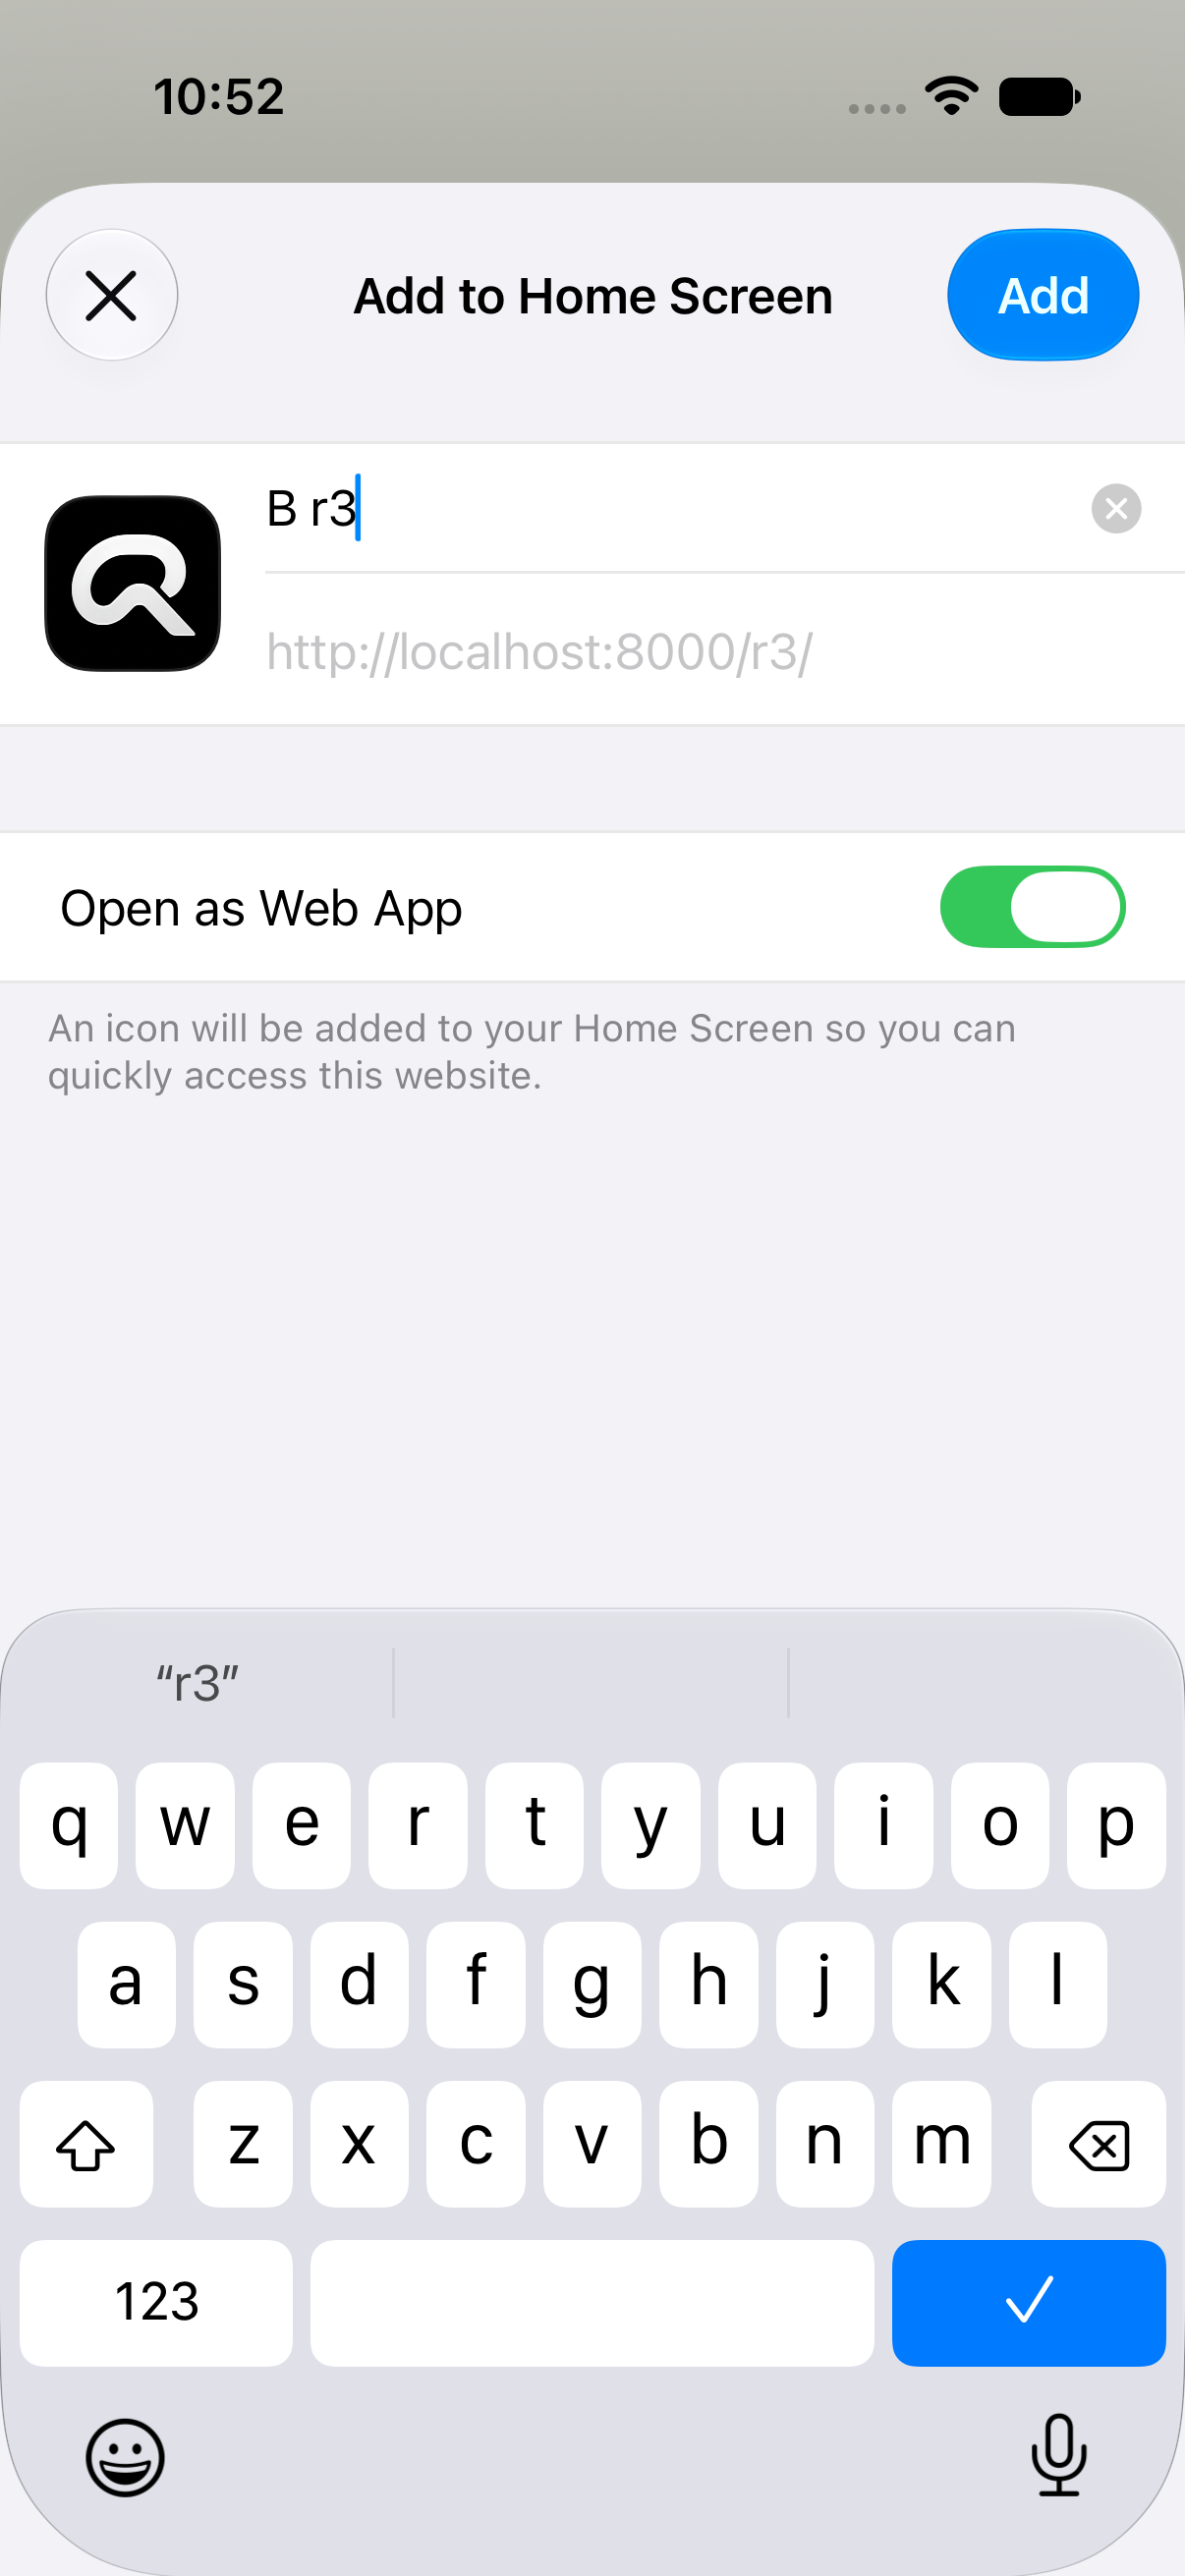 10:52
Add to Home Screen
Add
B r3
http://localhost:8000/r3/
Open as Web App
An icon will be added to your Home Screen so you can
quickly access this website.
“r3”
q w e r t y u i o p
a s d f g h j k l
z x c v b n m
123